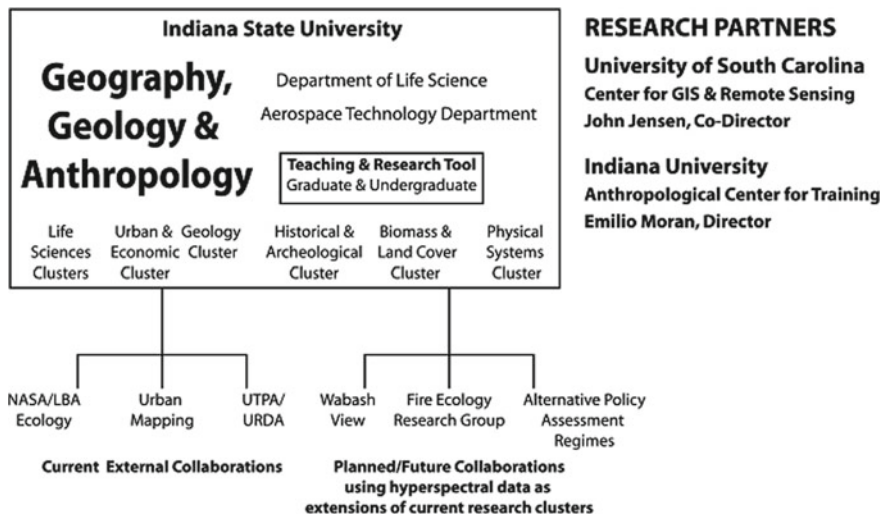 Indiana State University
Geography,
Geology &
Anthropology
Department of Life Science
Aerospace Technology Department
Teaching & Research Tool
Graduate & Undergraduate
Life
Sciences
Clusters
Urban &
Economic
Cluster
Geology
Cluster
Historical &
Archeological
Cluster
Biomass &
Land Cover
Cluster
Physical
Systems
Cluster
NASA/LBA
Ecology
Urban
Mapping
UTPA/
URDA
Current External Collaborations
Wabash
View
Fire Ecology
Research Group
Alternative Policy
Assessment
Regimes
Planned/Future Collaborations
using hyperspectral data as
extensions of current research clusters
RESEARCH PARTNERS
University of South Carolina
Center for GIS & Remote Sensing
John Jensen, Co-Director
Indiana University
Anthropological Center for Training
Emilio Moran, Director